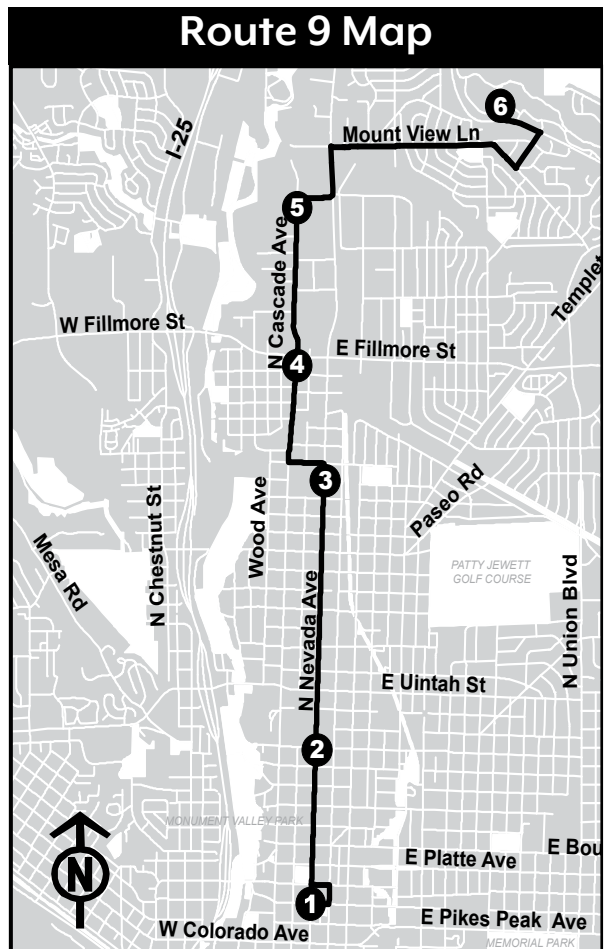 Route 9 Map
I-25
6
Mount View Ln
5
N Cascade Ave
Templet
W Fillmore St
E Fillmore St
4
3
Paseo Rd
Wood Ave
N Chestnut St
Mesa Rd
PATTY JEWETT
GOLF COURSE
N Union Blvd
N Nevada Ave
E Uintah St
2
MONUMENT VALLEY PARK
E Platte Ave
E Bou
N
1
W Colorado Ave
E Pikes Peak Ave
MEMORIAL PARK